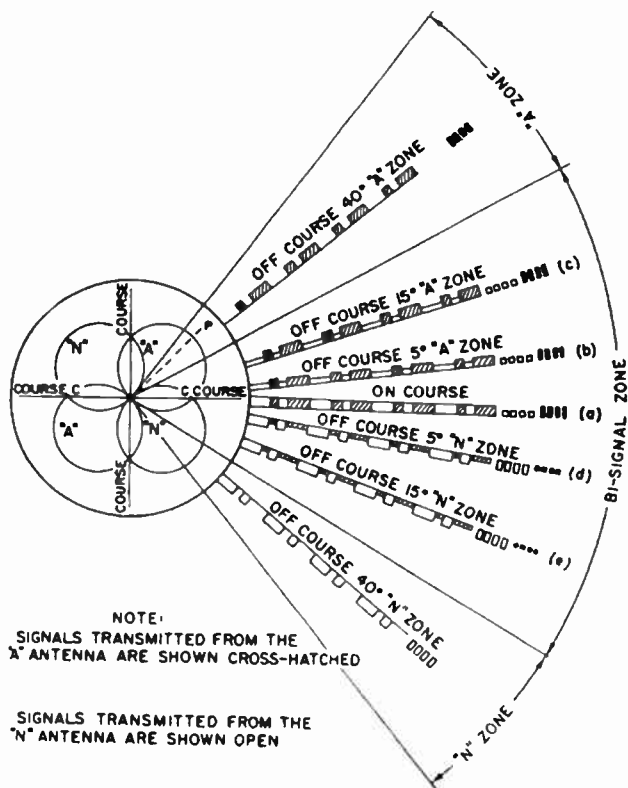 "A" ZONE
OFF COURSE 40° "A" ZONE
OFF COURSE 15° "A" ZONE
(c)
OFF COURSE 5° "A" ZONE
(b)
ON COURSE
(a)
OFF COURSE 5° "N" ZONE
(d)
OFF COURSE 15° "N" ZONE
(e)
OFF COURSE 40° "N" ZONE
BI-SIGNAL ZONE
"N" ZONE
COURSE
"N"
"A"
P
COURSE C
C COURSE
"A"
"N"
COURSE
NOTE:
SIGNALS TRANSMITTED FROM THE
"A" ANTENNA ARE SHOWN CROSS-HATCHED
SIGNALS TRANSMITTED FROM THE
"N" ANTENNA ARE SHOWN OPEN